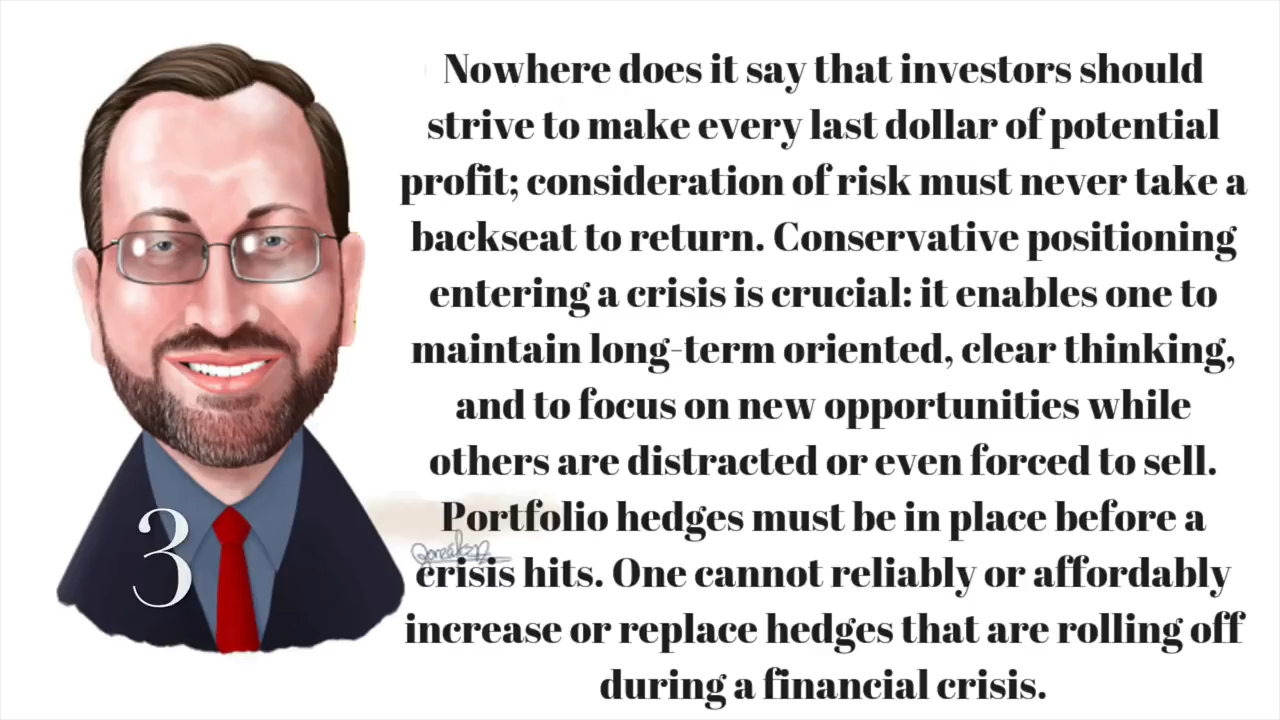 Nowhere does it say that investors should
strive to make every last dollar of potential
profit; consideration of risk must never take a
backseat to return. Conservative positioning
entering a crisis is crucial: it enables one to
maintain long-term oriented, clear thinking,
and to focus on new opportunities while
others are distracted or even forced to sell.
Portfolio hedges must be in place before a
crisis hits. One cannot reliably or affordably
increase or replace hedges that are rolling off
during a financial crisis.
3